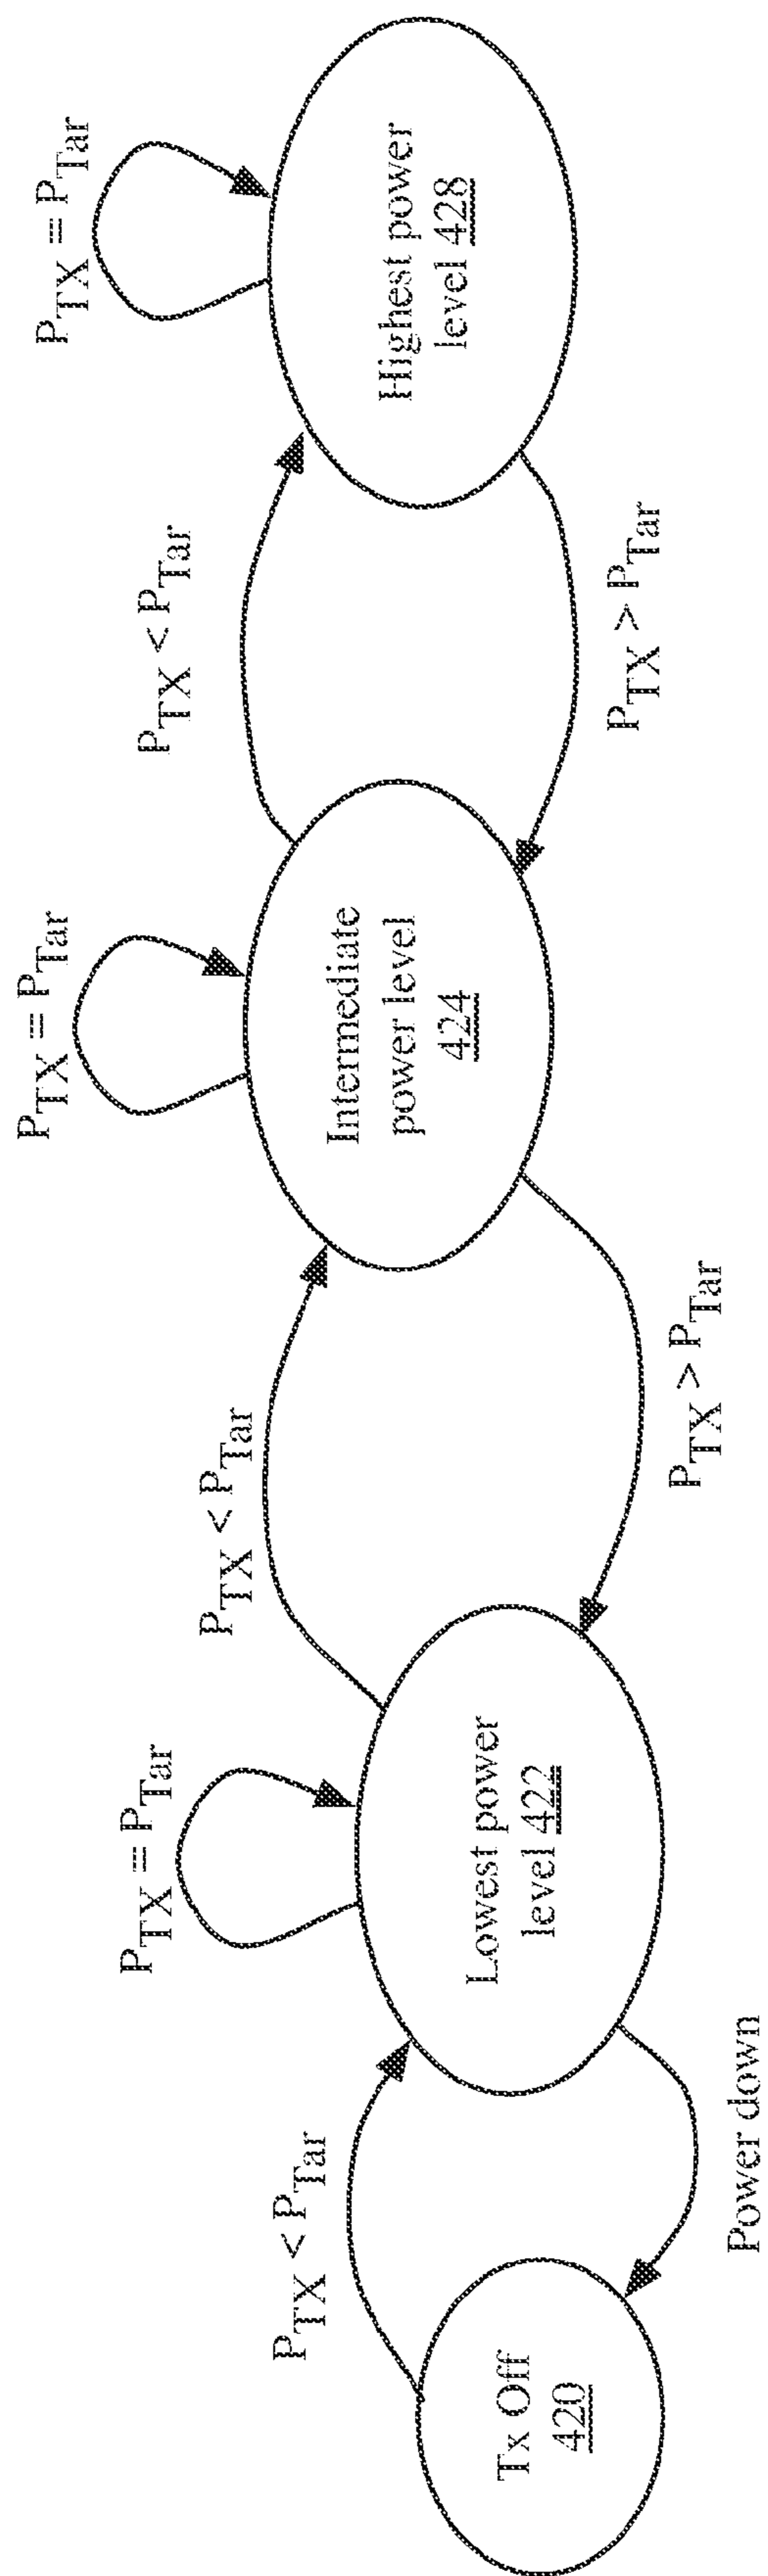 P_TX < P_Tar
Tx Off
420
Power down
P_TX = P_Tar
Lowest power
level 422
P_TX < P_Tar
P_TX > P_Tar
P_TX = P_Tar
Intermediate
power level
424
P_TX < P_Tar
P_TX > P_Tar
P_TX = P_Tar
Highest power
level 428